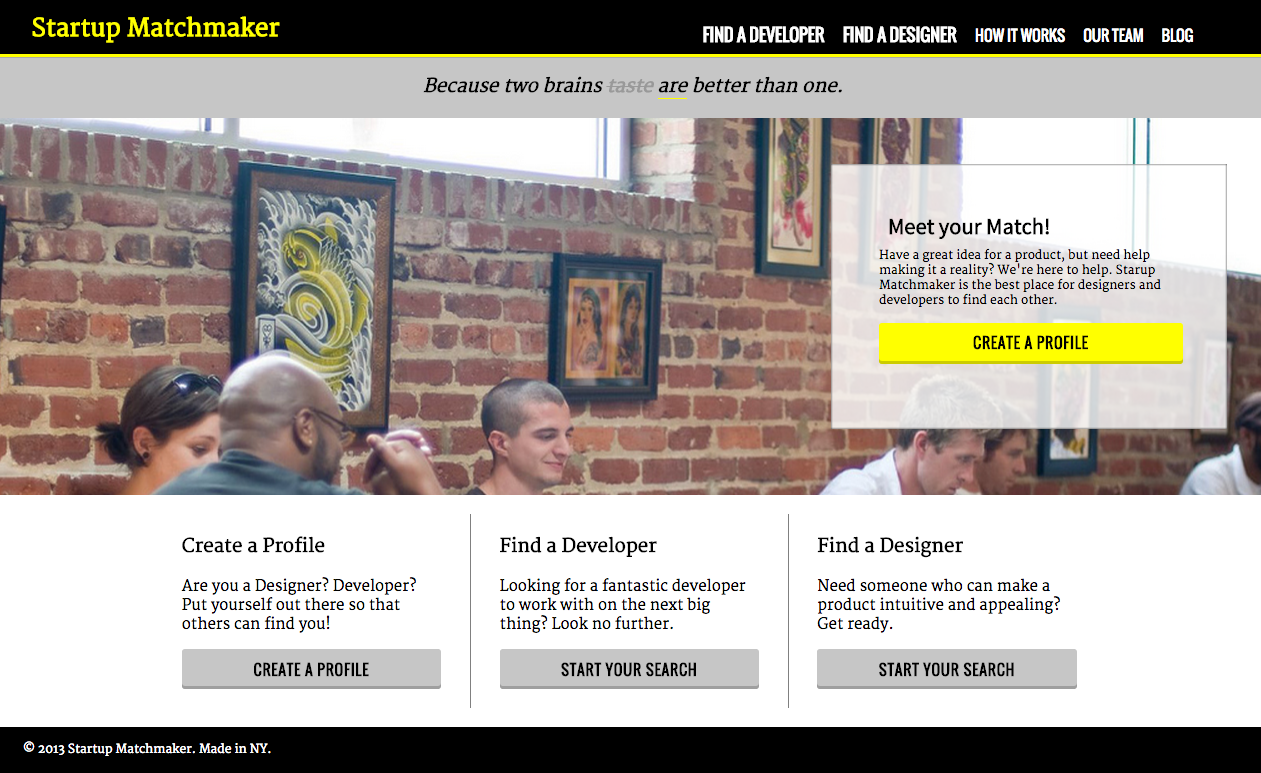 Startup Matchmaker
FIND A DEVELOPER FIND A DESIGNER HOW IT WORKS OUR TEAM BLOG
Because two brains taste are better than one.
Meet your Match!
Have a great idea for a product, but need help
making it a reality? We're here to help. Starup
Matchmaker is the best place for designers and
developers to find each other.
CREATE A PROFILE
Create a Profile
Are you a Designer? Developer?
Put yourself out there so that
others can find you!
CREATE A PROFILE
Find a Developer
Looking for a fantastic developer
to work with on the next big
thing? Look no further.
START YOUR SEARCH
Find a Designer
Need someone who can make a
product intuitive and appealing?
Get ready.
START YOUR SEARCH
© 2013 Startup Matchmaker. Made in NY.